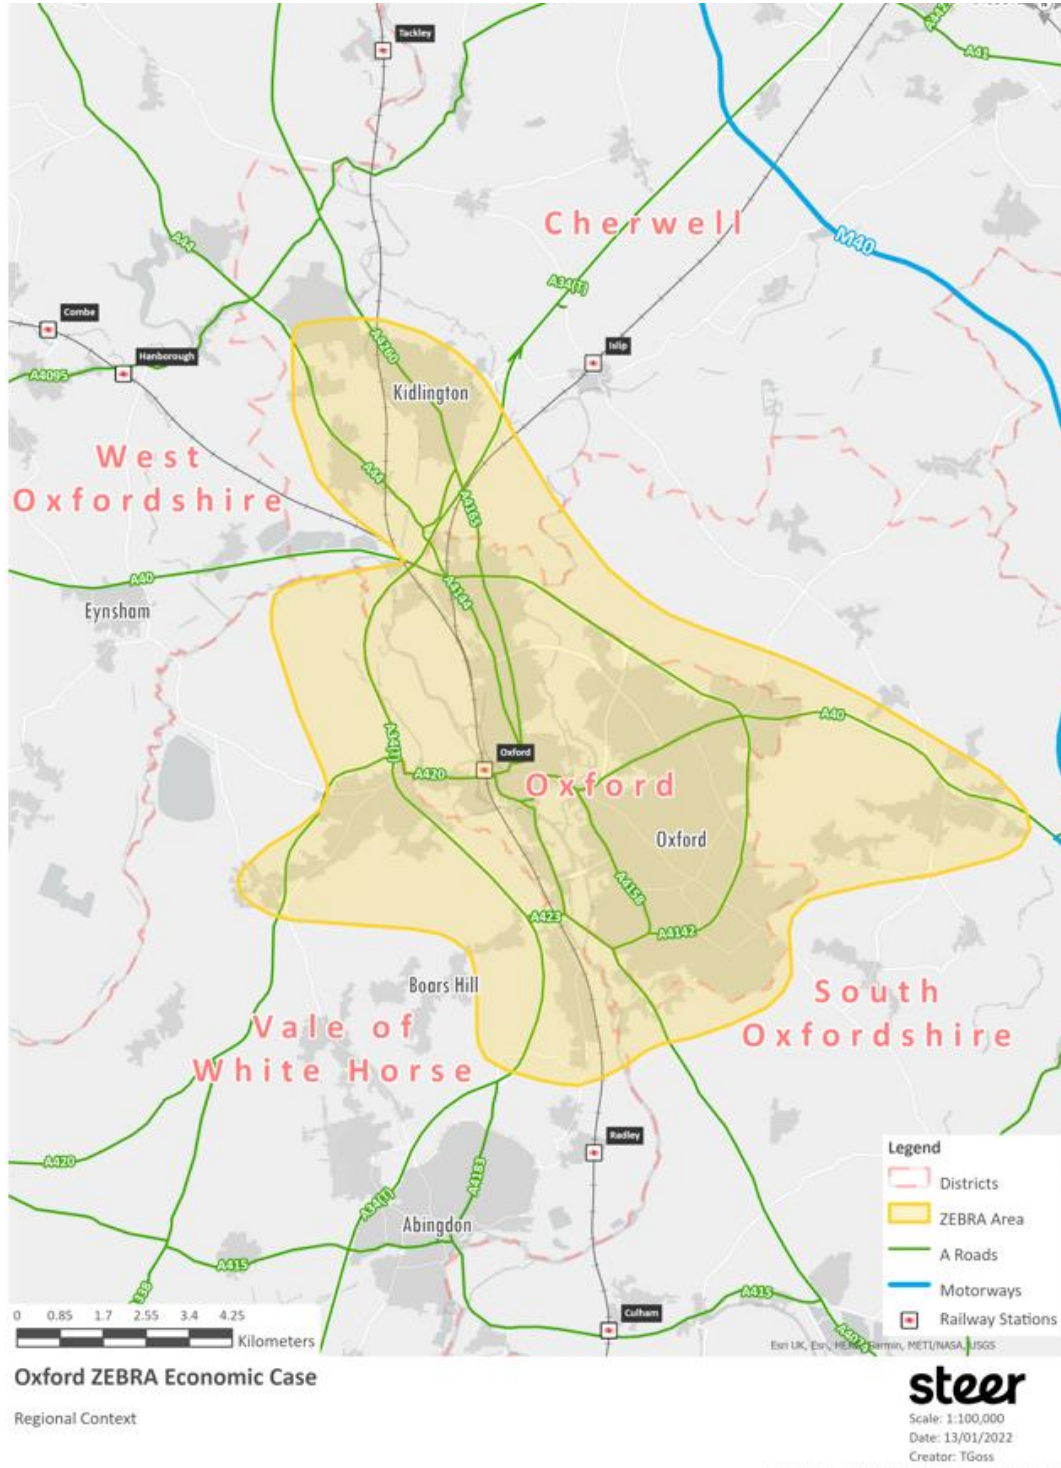 Tackley
A41
Cherwell
M40
A44
A34(T)
Combe
Islip
A4260
Hanborough
A4095
Kidlington
West
Oxfordshire
A44
A4165
A40
A4144
Eynsham
A40
A34(T)
Oxford
A420
Oxford
Oxford
A4158
A423
A4142
Boars Hill
South
Oxfordshire
Vale of
White Horse
Radley
A420
A4183
A34(T)
Abingdon
A415
A415
Culham
Legend
Districts
ZEBRA Area
A Roads
Motorways
Railway Stations
0 0.85 1.7 2.55 3.4 4.25
Kilometers
Oxford ZEBRA Economic Case
Regional Context
steer
Scale: 1:100,000
Date: 13/01/2022
Creator: TGoss